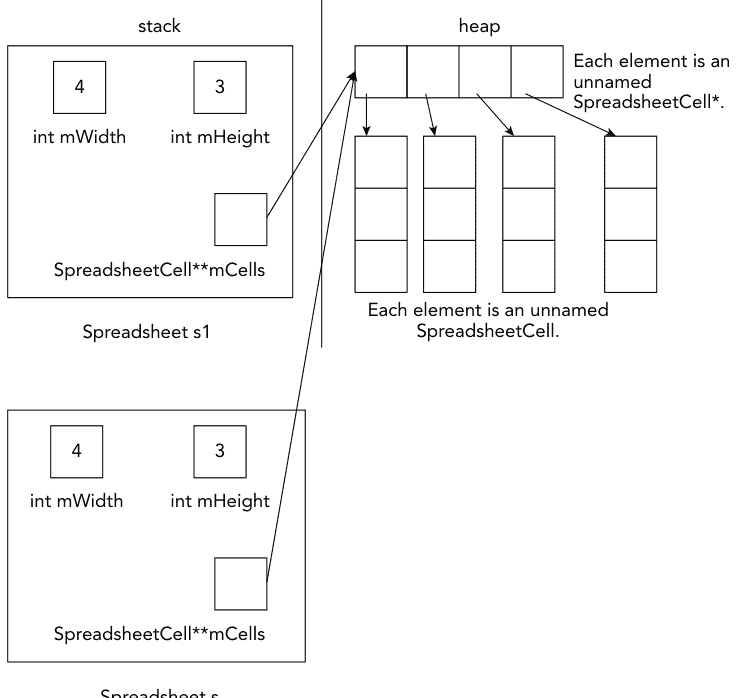 stack
heap
4
3
int mWidth
int mHeight
SpreadsheetCell**mCells
Spreadsheet s1
Each element is an
unnamed
SpreadsheetCell*.
Each element is an unnamed
SpreadsheetCell.
4
3
int mWidth
int mHeight
SpreadsheetCell**mCells
Spreadsheet s